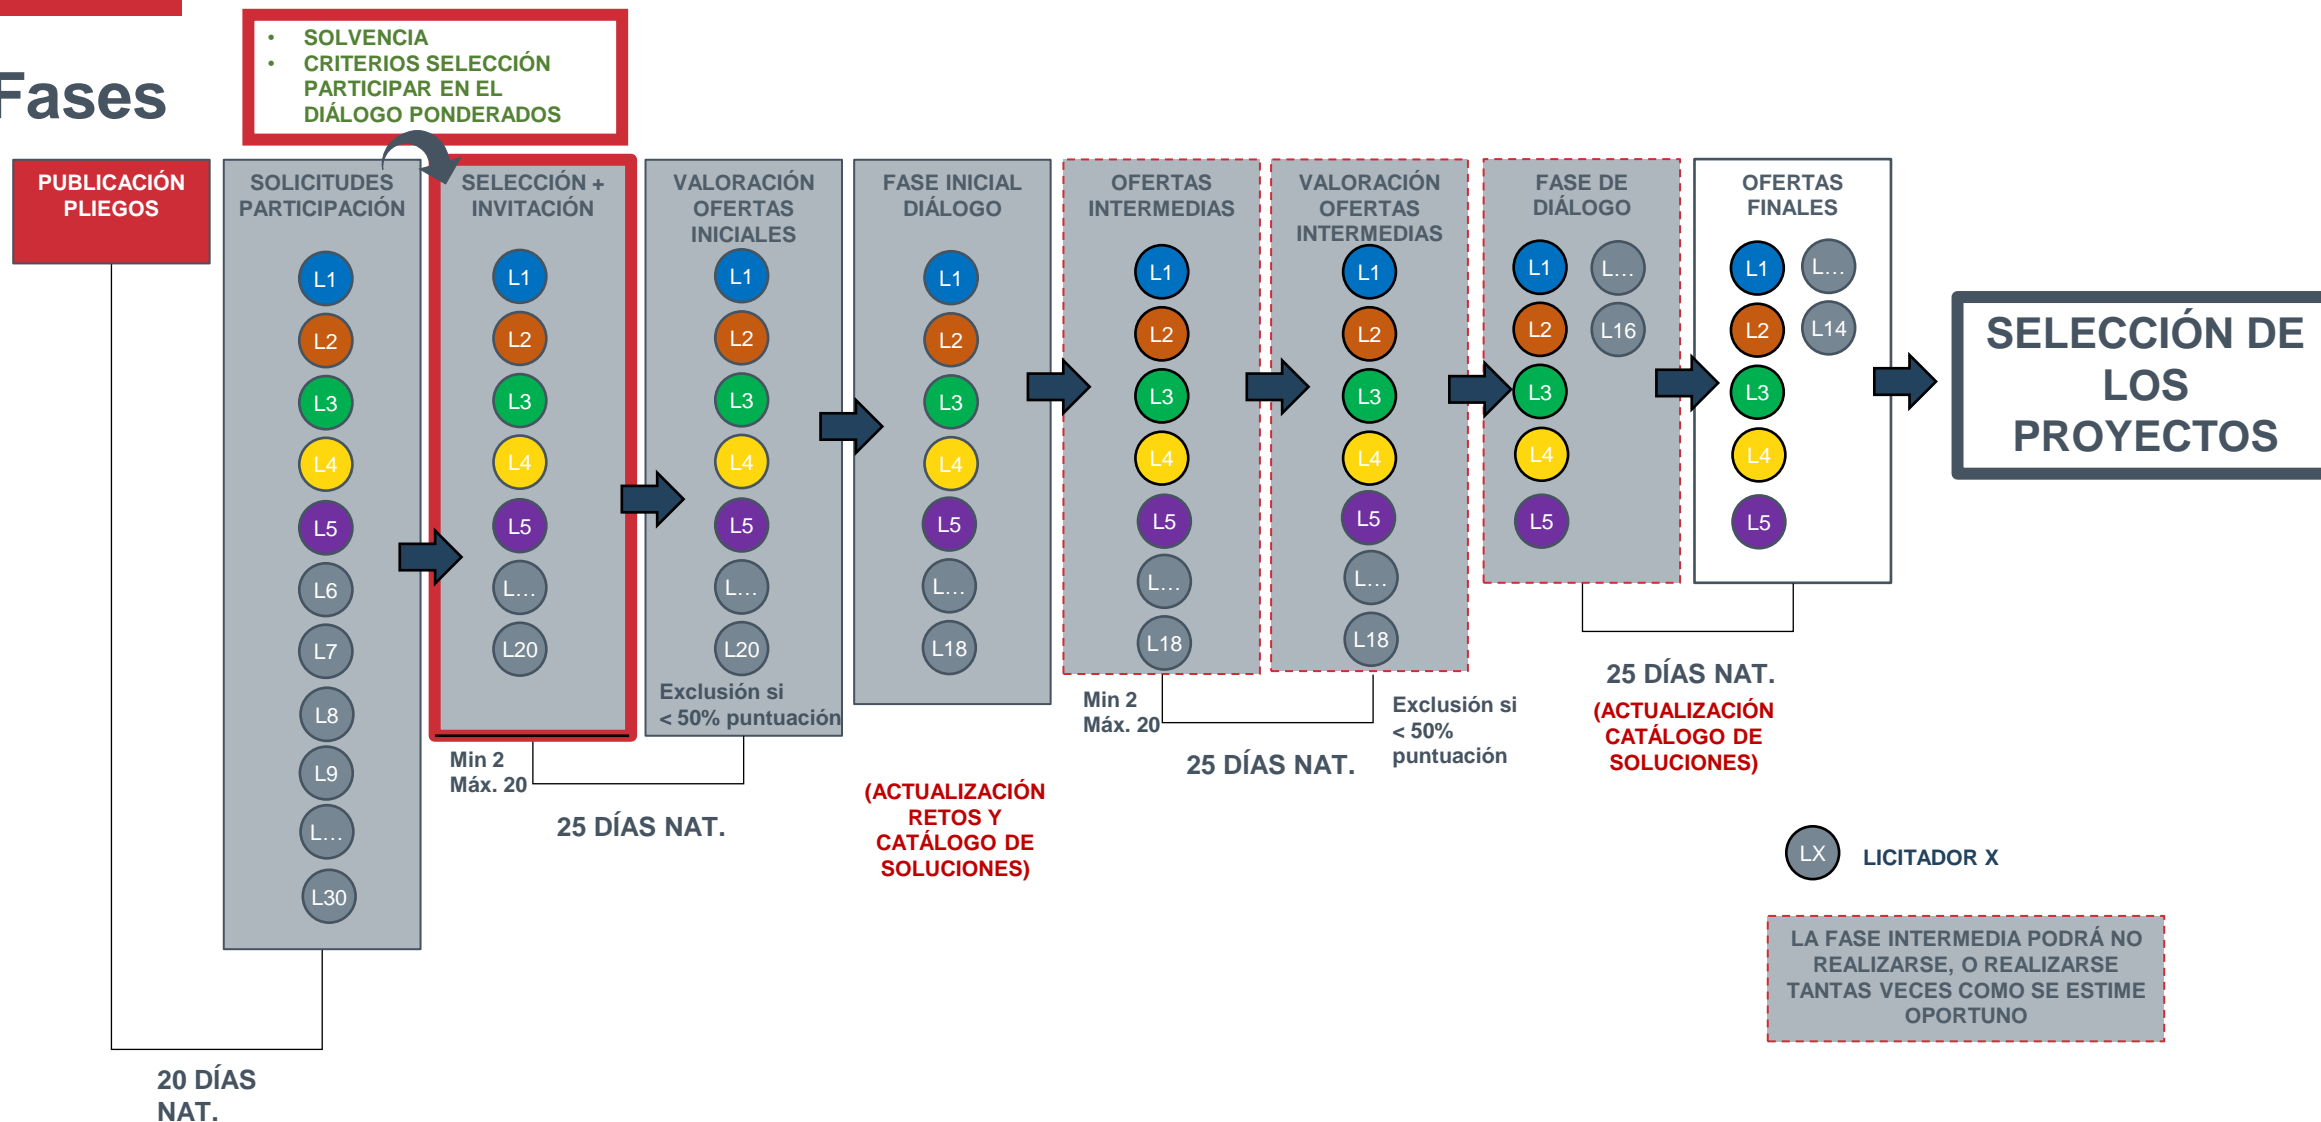 Fases
• SOLVENCIA
• CRITERIOS SELECCIÓN
PARTICIPAR EN EL
DIÁLOGO PONDERADOS
PUBLICACIÓN
PLIEGOS
SOLICITUDES
PARTICIPACIÓN
L1
L2
L3
L4
L5
L6
L7
L8
L9
L...
L30
20 DÍAS
NAT.
SELECCIÓN +
INVITACIÓN
L1
L2
L3
L4
L5
L...
L20
Min 2
Máx. 20
VALORACIÓN
OFERTAS
INICIALES
L1
L2
L3
L4
L5
L...
L20
Exclusión si
< 50% puntuación
25 DÍAS NAT.
FASE INICIAL
DIÁLOGO
L1
L2
L3
L4
L5
L...
L18
(ACTUALIZACIÓN
RETOS Y
CATÁLOGO DE
SOLUCIONES)
OFERTAS
INTERMEDIAS
L1
L2
L3
L4
L5
L...
L18
Min 2
Máx. 20
VALORACIÓN
OFERTAS
INTERMEDIAS
L1
L2
L3
L4
L5
L...
L18
Exclusión si
< 50%
puntuación
25 DÍAS NAT.
FASE DE
DIÁLOGO
L1
L...
L2
L16
L3
L4
L5
OFERTAS
FINALES
L1
L...
L2
L14
L3
L4
L5
25 DÍAS NAT.
(ACTUALIZACIÓN
CATÁLOGO DE
SOLUCIONES)
SELECCIÓN DE
LOS
PROYECTOS
LX
LICITADOR X
LA FASE INTERMEDIA PODRÁ NO
REALIZARSE, O REALIZARSE
TANTAS VECES COMO SE ESTIME
OPORTUNO